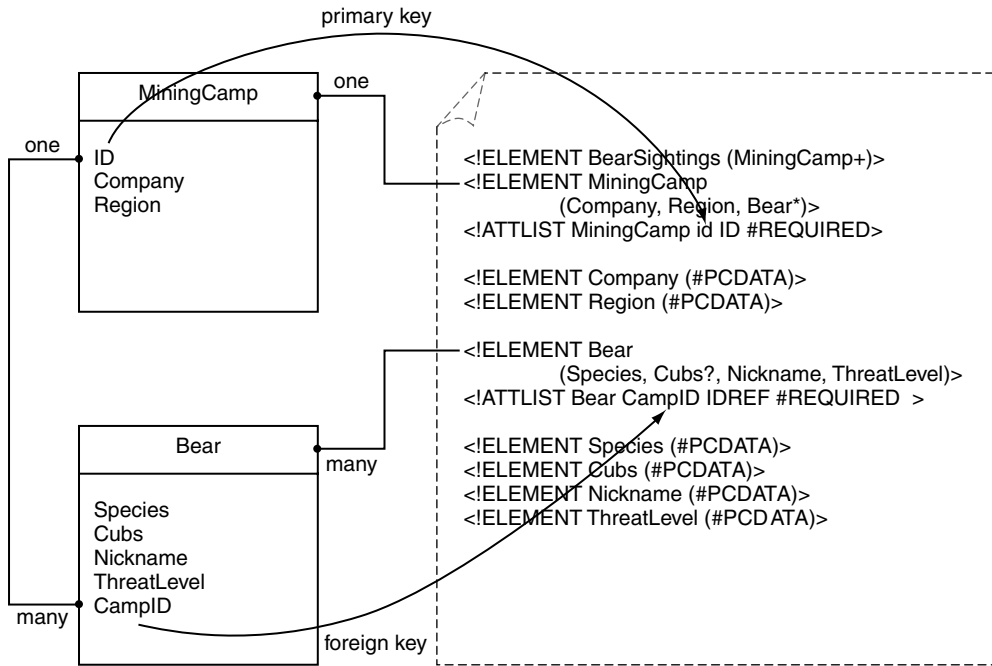 primary key
MiningCamp
one
one
ID
Company
Region
<!ELEMENT BearSightings (MiningCamp+)>
<!ELEMENT MiningCamp
(Company, Region, Bear*)>
<!ATTLIST MiningCamp id ID #REQUIRED>
<!ELEMENT Company (#PCDATA)>
<!ELEMENT Region (#PCDATA)>
<!ELEMENT Bear
(Species, Cubs?, Nickname, ThreatLevel)>
<!ATTLIST Bear CampID IDREF #REQUIRED >
<!ELEMENT Species (#PCDATA)>
<!ELEMENT Cubs (#PCDATA)>
<!ELEMENT Nickname (#PCDATA)>
<!ELEMENT ThreatLevel (#PCDATA)>
Bear
many
Species
Cubs
Nickname
ThreatLevel
CampID
many
foreign key